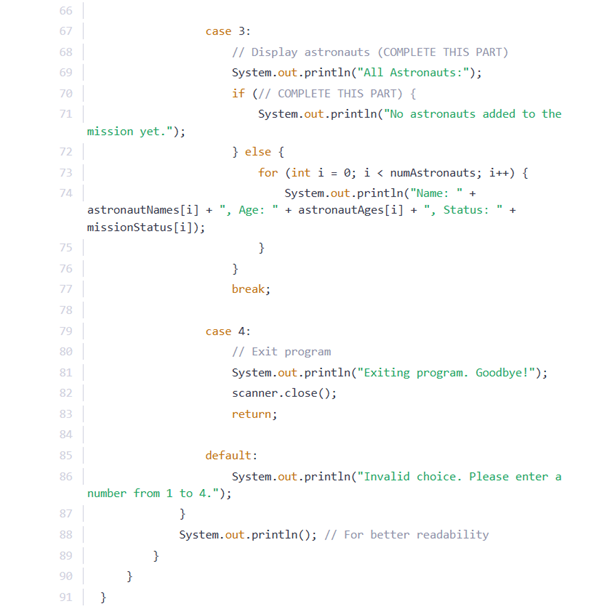 66
67 case 3:
68 // Display astronauts (COMPLETE THIS PART)
69 System.out.println("All Astronauts:");
70 if (// COMPLETE THIS PART) {
71 System.out.println("No astronauts added to the
mission yet.");
72 } else {
73 for (int i = 0; i < numAstronauts; i++) {
74 System.out.println("Name: " +
astronautNames[i] + ", Age: " + astronautAges[i] + ", Status: " +
missionStatus[i]);
75 }
76 }
77 break;
78
79 case 4:
80 // Exit program
81 System.out.println("Exiting program. Goodbye!");
82 scanner.close();
83 return;
84
85 default:
86 System.out.println("Invalid choice. Please enter a
number from 1 to 4.");
87 }
88 System.out.println(); // For better readability
89 }
90 }
91 }